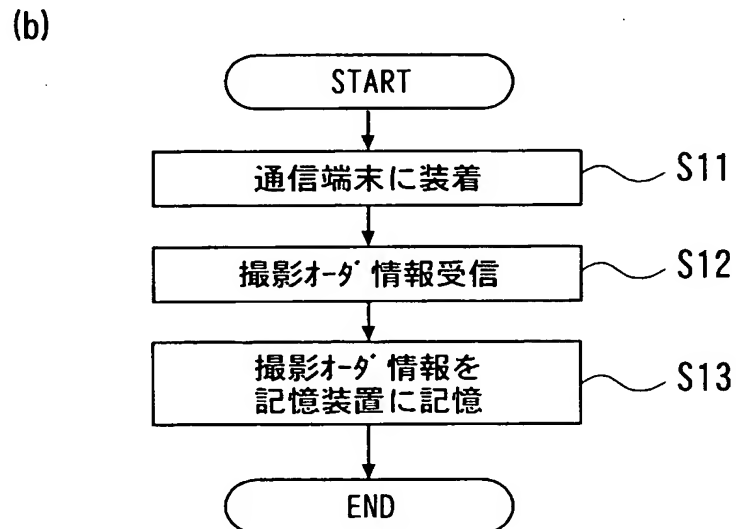 (b)
START
通信端末に装着
S11
撮影オーダ情報受信
S12
撮影オーダ情報を
記憶装置に記憶
S13
END